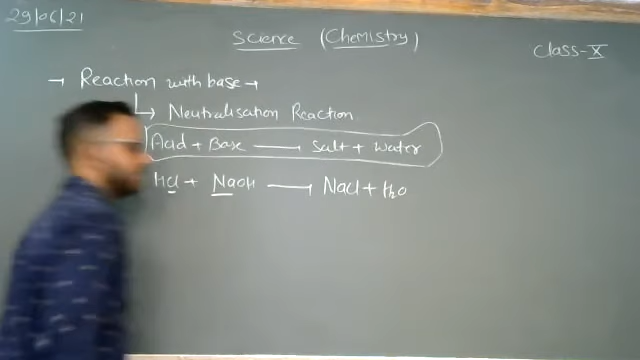 29/06/21
Science (Chemistry)
Class-X
→ Reaction with base →
↳ Neutralisation Reaction
Acid + Base ⟶ Salt + Water
HCl + NaOH ⟶ NaCl + H₂O